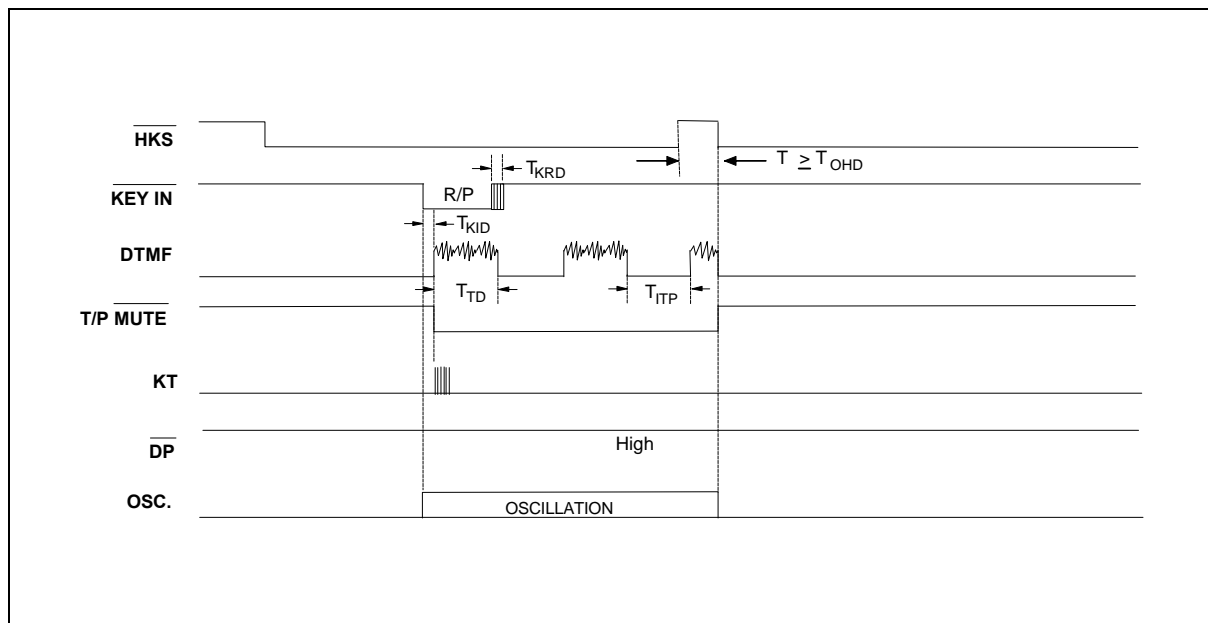 HKS
T ≥ T OHD
T KRD
KEY IN
R/P
T KID
DTMF
T TD
T ITP
T/P MUTE
KT
DP
High
OSC.
OSCILLATION